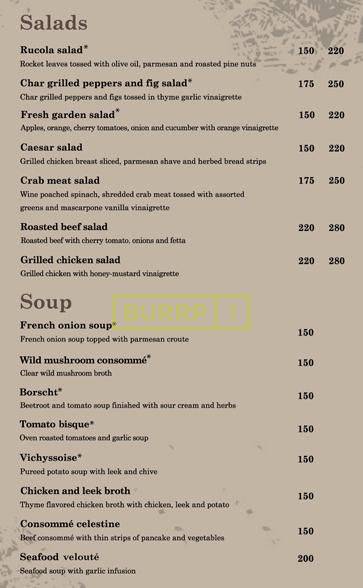 Salads
Rucola salad* 150 220
Rocket leaves tossed with olive oil, parmesan and roasted pine nuts
Char grilled peppers and fig salad* 175 250
Char grilled peppers and figs tossed in thyme garlic vinaigrette
Fresh garden salad* 150 220
Apples, orange, cherry tomatoes, onion and cucumber with orange vinaigrette
Caesar salad 150 220
Grilled chicken breast sliced, parmesan shave and herbed bread strips
Crab meat salad 175 250
Wine poached spinach, shredded crab meat tossed with assorted
greens and mascarpone vanilla vinaigrette
Roasted beef salad 220 280
Roasted beef with cherry tomato, onions and fetta
Grilled chicken salad 220 280
Grilled chicken with honey-mustard vinaigrette
Soup
BURRP!
French onion soup* 150
French onion soup topped with parmesan croute
Wild mushroom consommé* 150
Clear wild mushroom broth
Borscht* 150
Beetroot and tomato soup finished with sour cream and herbs
Tomato bisque* 150
Oven roasted tomatoes and garlic soup
Vichyssoise* 150
Pureed potato soup with leek and chive
Chicken and leek broth 150
Thyme flavored chicken broth with chicken, leek and potato
Consommé celestine 150
Beef consommé with thin strips of pancake and vegetables
Seafood velouté 200
Seafood soup with garlic infusion